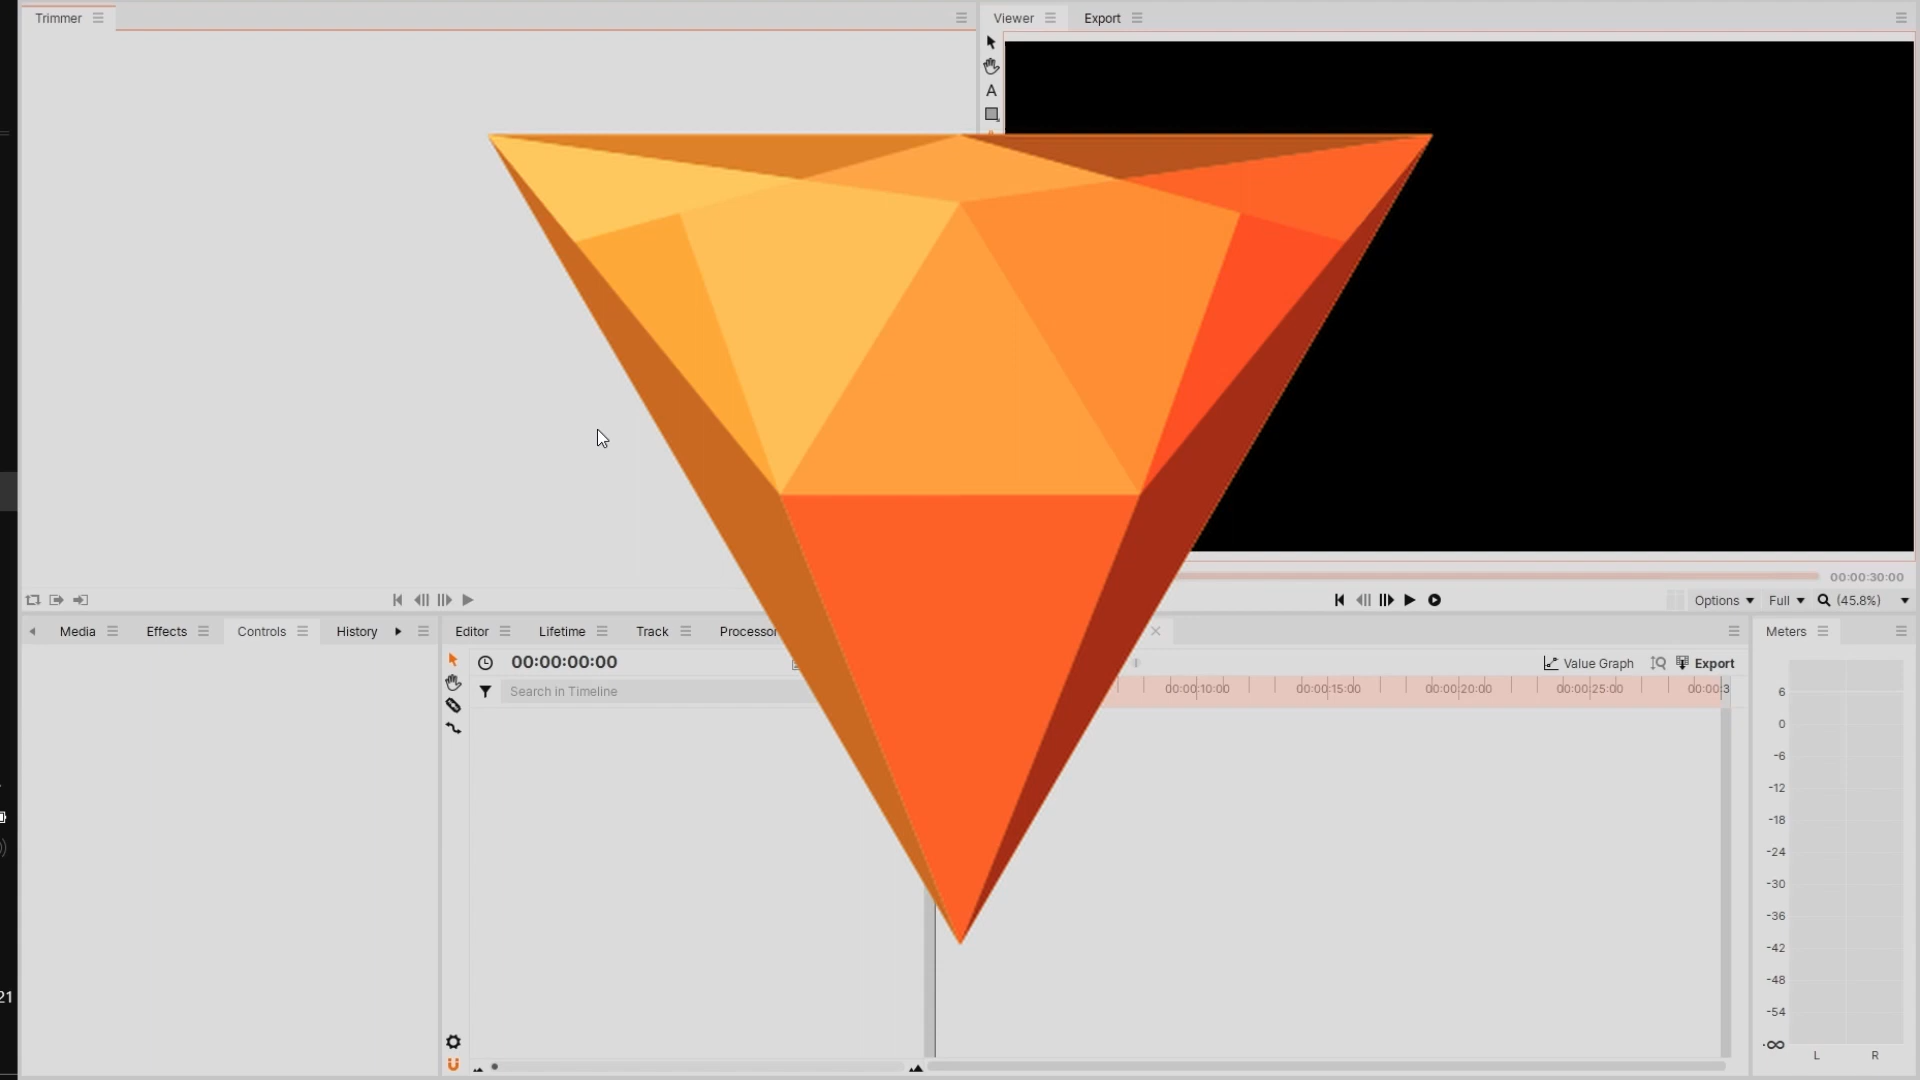 Trimmer
Viewer
Export
A
00:00:30:00
Options
Full
(45.8%)
Media
Effects
Controls
History
Editor
Lifetime
Track
Processor
Meters
00:00:00:00
Value Graph
Export
Search in Timeline
00:00:10:00
00:00:15:00
00:00:20:00
00:00:25:00
00:00:3
6
0
-6
-12
-18
-24
-30
-36
-42
-48
-54
-∞
L
R
21